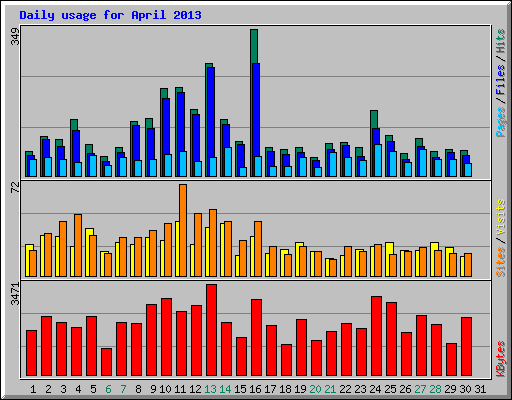 Daily usage for April 2013
349
Pages / Files / Hits
72
Sites / Visits
3471
KBytes
1 2 3 4 5 6 7 8 9 10 11 12 13 14 15 16 17 18 19 20 21 22 23 24 25 26 27 28 29 30 31